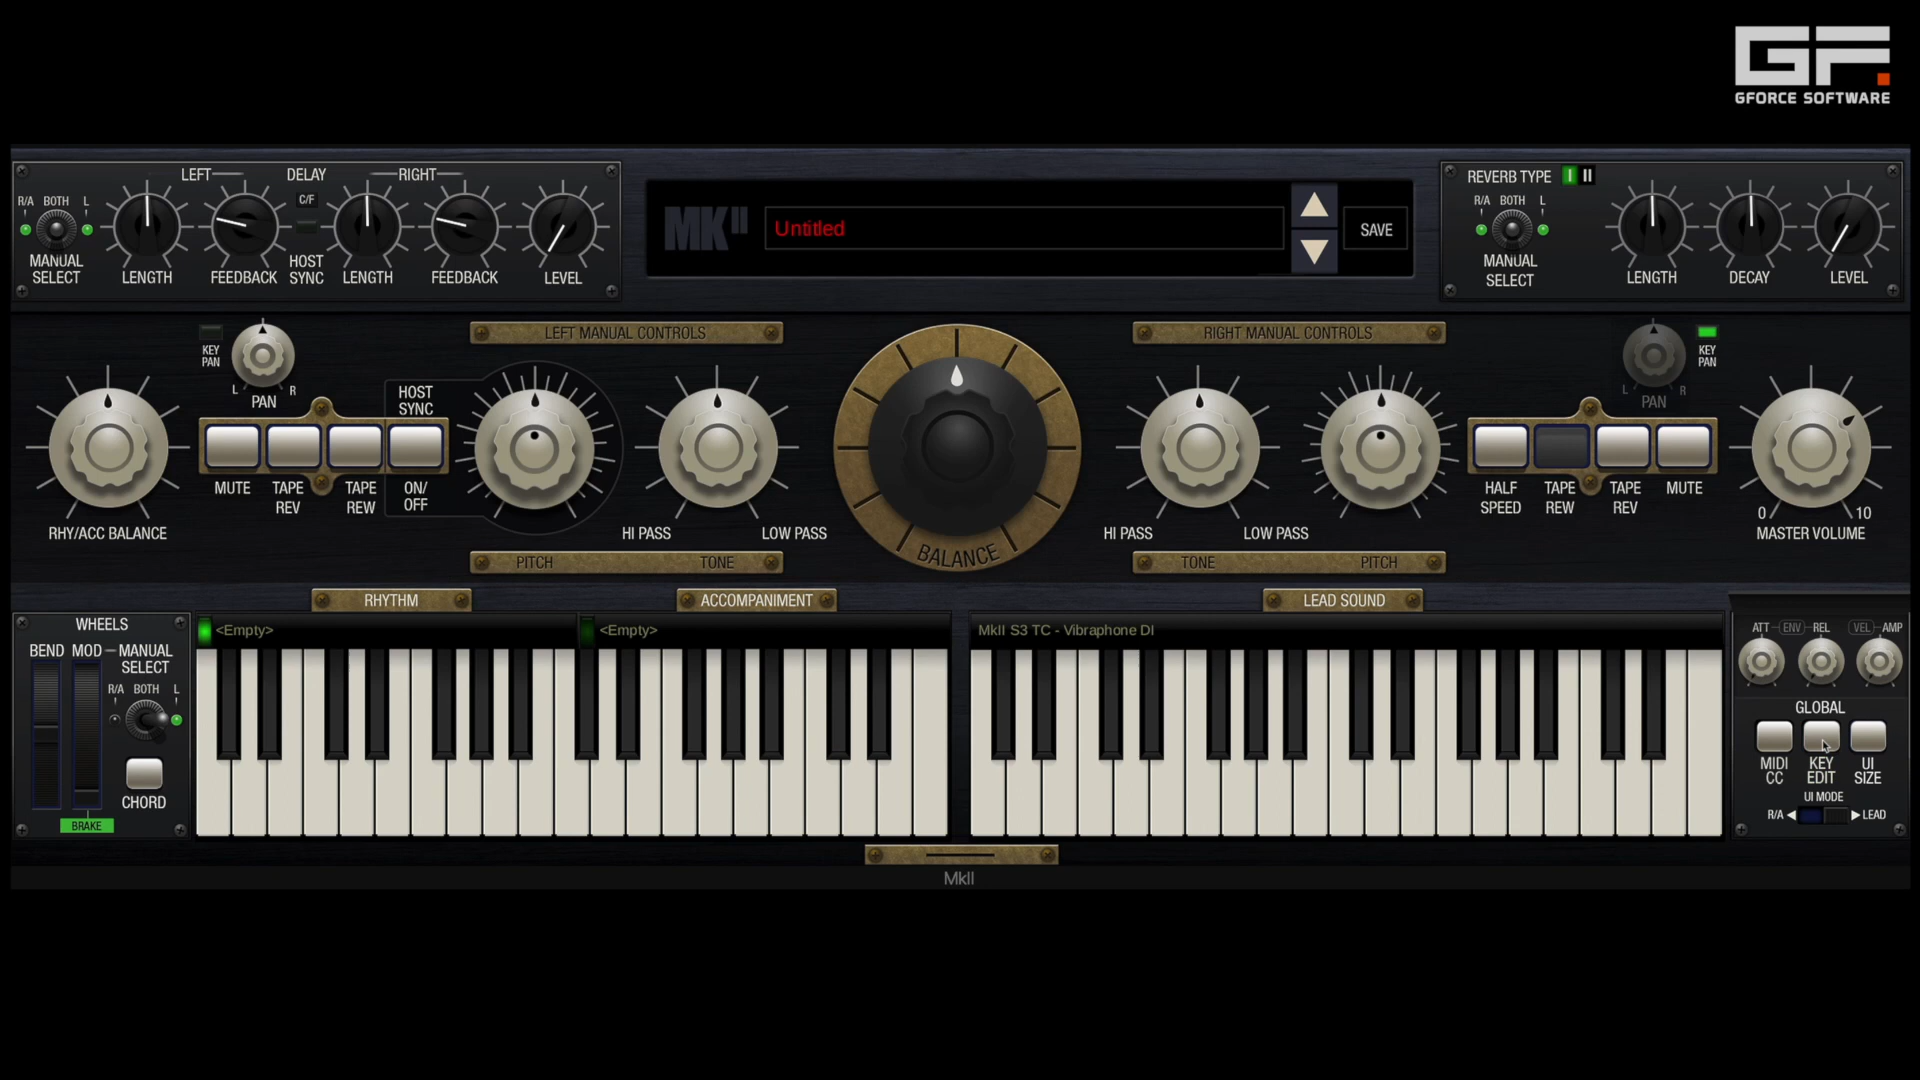 GF.
GFORCE SOFTWARE
LEFT DELAY RIGHT
R/A BOTH L
C/F
MANUAL SELECT
LENGTH
FEEDBACK
HOST SYNC
LENGTH
FEEDBACK
LEVEL
MKII
Untitled
SAVE
REVERB TYPE I II
R/A BOTH L
MANUAL SELECT
LENGTH
DECAY
LEVEL
KEY PAN
L R
PAN
LEFT MANUAL CONTROLS
HOST SYNC
RHY/ACC BALANCE
MUTE
TAPE REV
TAPE REW
ON/OFF
HI PASS
LOW PASS
PITCH
TONE
BALANCE
RIGHT MANUAL CONTROLS
HI PASS
LOW PASS
TONE
PITCH
KEY PAN
L R
PAN
HALF SPEED
TAPE REW
TAPE REV
MUTE
0 10
MASTER VOLUME
RHYTHM
ACCOMPANIMENT
LEAD SOUND
WHEELS
BEND MOD MANUAL SELECT
R/A BOTH L
CHORD
BRAKE
<Empty>
<Empty>
MkII S3 TC - Vibraphone DI
ATT ENV REL VEL AMP
GLOBAL
MIDI CC
KEY EDIT
UI SIZE
UI MODE
R/A LEAD
MkII